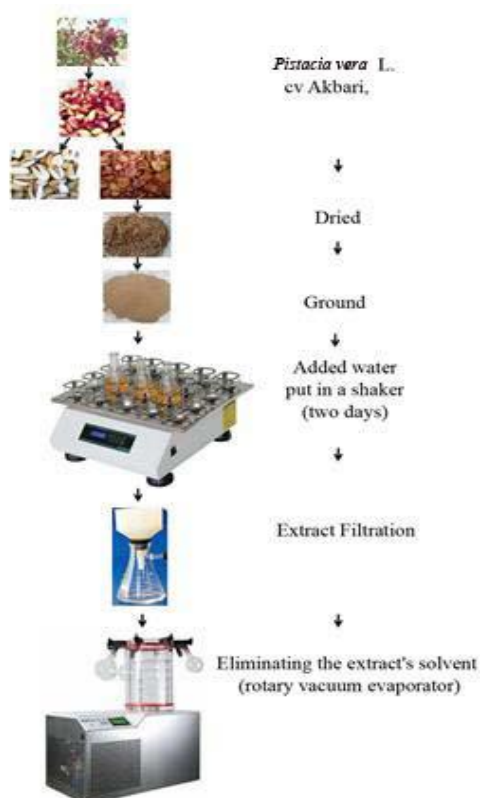 Pistacia vera L.
cv Akbari,
Dried
Ground
Added water
put in a shaker
(two days)
Extract Filtration
Eliminating the extract's solvent
(rotary vacuum evaporator)